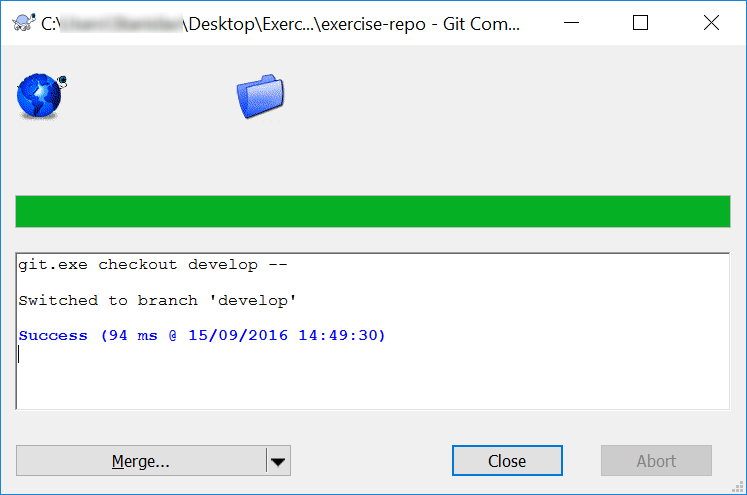 C:\ \Desktop\Exerc...\exercise-repo - Git Com...
git.exe checkout develop --
Switched to branch 'develop'
Success (94 ms @ 15/09/2016 14:49:30)
Merge... Close Abort